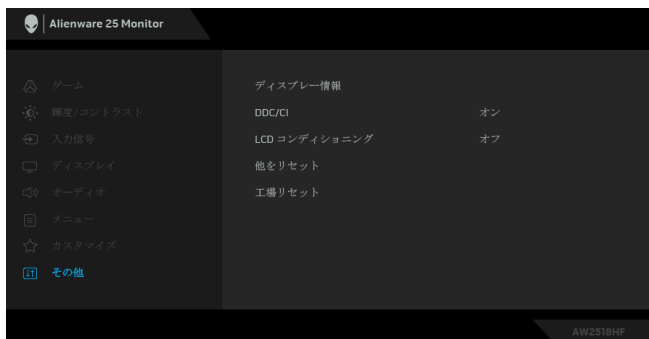 Alienware 25 Monitor
ゲーム
輝度/コントラスト
入力信号
ディスプレイ
オーディオ
メニュー
カスタマイズ
その他
ディスプレー情報
DDC/CI オン
LCD コンディショニング オフ
他をリセット
工場リセット
AW2518HF